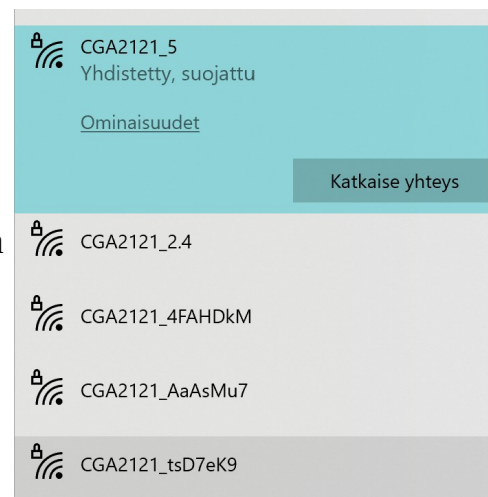 CGA2121_5
Yhdistetty, suojattu
Ominaisuudet
Katkaise yhteys
CGA2121_2.4
CGA2121_4FAHDkM
CGA2121_AaAsMu7
CGA2121_tsD7eK9